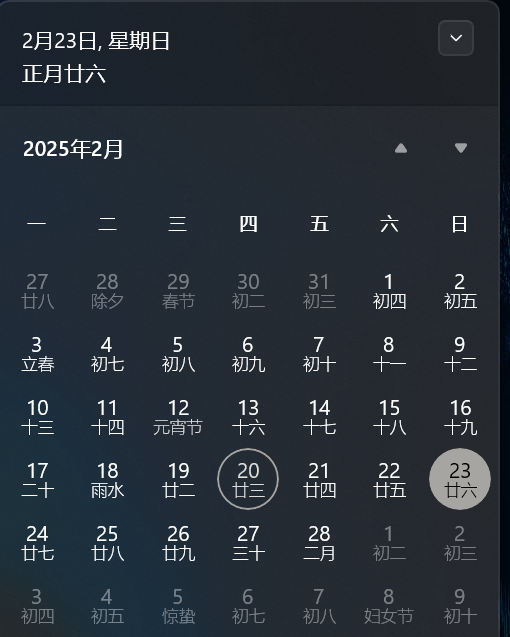 2月23日, 星期日
正月廿六
2025年2月
一 二 三 四 五 六 日
27 28 29 30 31 1 2
廿八 除夕 春节 初二 初三 初四 初五
3 4 5 6 7 8 9
立春 初七 初八 初九 初十 十一 十二
10 11 12 13 14 15 16
十三 十四 元宵节 十六 十七 十八 十九
17 18 19 20 21 22 23
二十 雨水 廿二 廿三 廿四 廿五 廿六
24 25 26 27 28 1 2
廿七 廿八 廿九 三十 二月 初二 初三
3 4 5 6 7 8 9
初四 初五 惊蛰 初七 初八 妇女节 初十